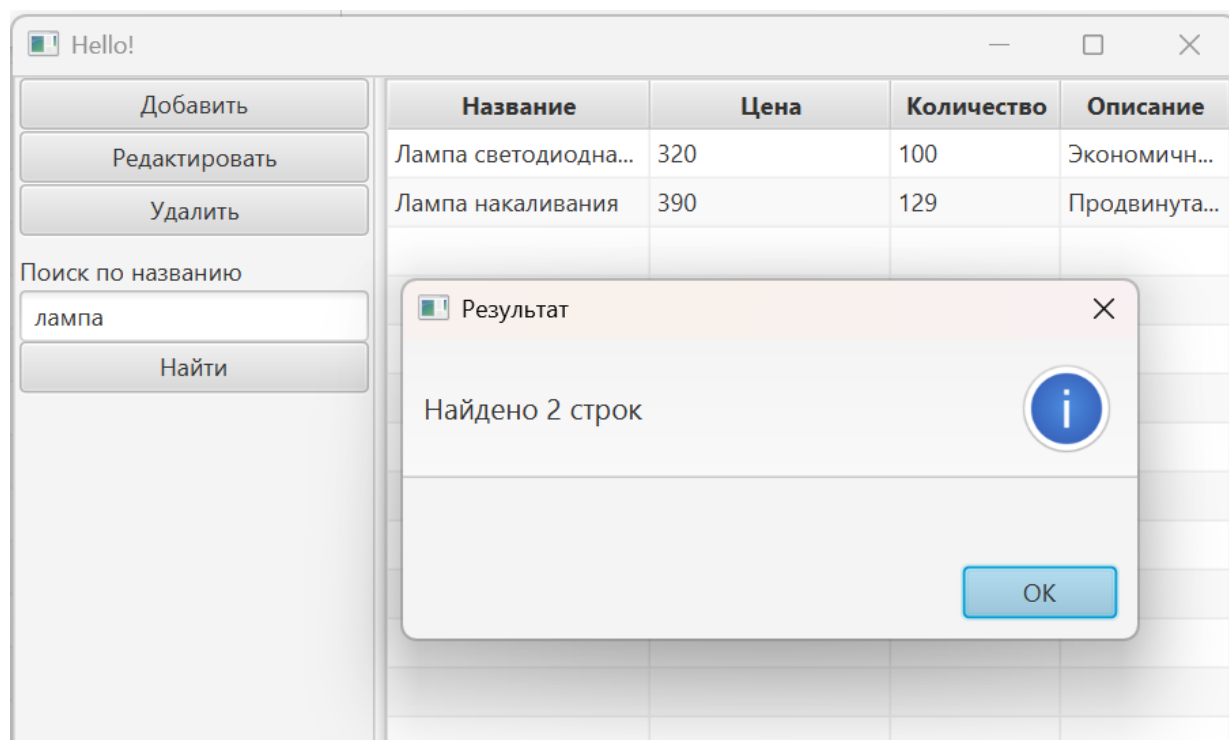 Hello!
Добавить
Редактировать
Удалить
Поиск по названию
лампа
Найти
Название Цена Количество Описание
Лампа светодиодна... 320 100 Экономичн...
Лампа накаливания 390 129 Продвинута...
Результат
Найдено 2 строк
i
OK